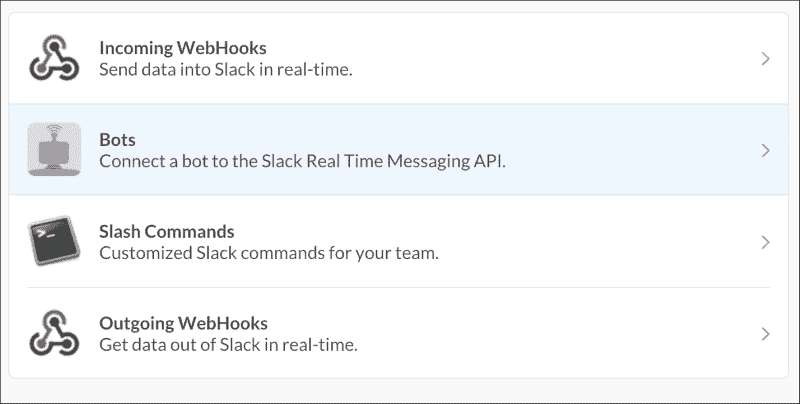 Incoming WebHooks
Send data into Slack in real-time.
Bots
Connect a bot to the Slack Real Time Messaging API.
>_
Slash Commands
Customized Slack commands for your team.
Outgoing WebHooks
Get data out of Slack in real-time.